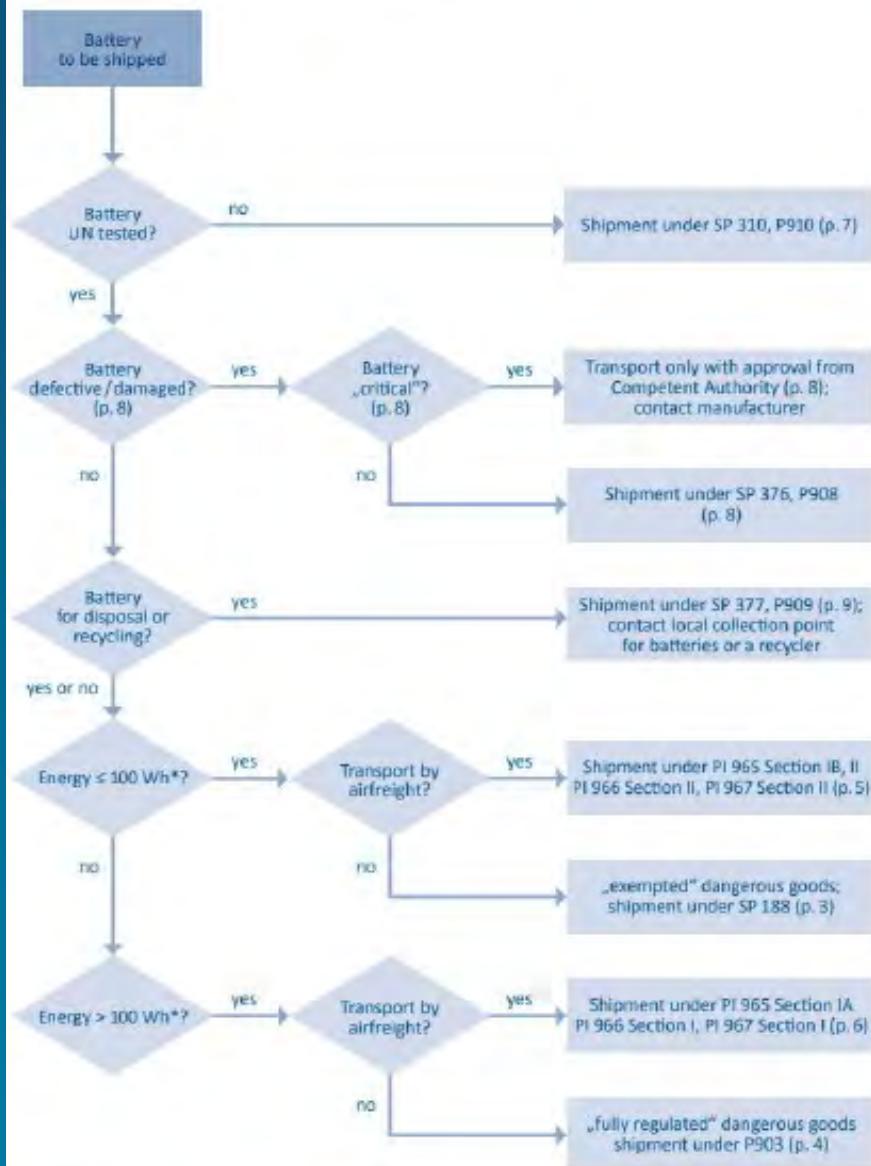 Battery
to be shipped
Battery
UN tested?
no
Shipment under SP 310, P910 (p. 7)
yes
Battery
defective/damaged?
(p. 8)
yes
Battery
„critical"?
(p. 8)
yes
Transport only with approval from
Competent Authority (p. 8);
contact manufacturer
no
no
Shipment under SP 376, P908
(p. 8)
Battery
for disposal or
recycling?
yes
Shipment under SP 377, P909 (p. 9);
contact local collection point
for batteries or a recycler
yes or no
Energy ≤ 100 Wh*?
yes
Transport by
airfreight?
yes
Shipment under PI 965 Section IB, II
PI 966 Section II, PI 967 Section II (p. 5)
no
no
„exempted" dangerous goods;
shipment under SP 188 (p. 3)
Energy > 100 Wh*?
yes
Transport by
airfreight?
yes
Shipment under PI 965 Section IA
PI 966 Section I, PI 967 Section I (p. 6)
no
„fully regulated" dangerous goods
shipment under P903 (p. 4)